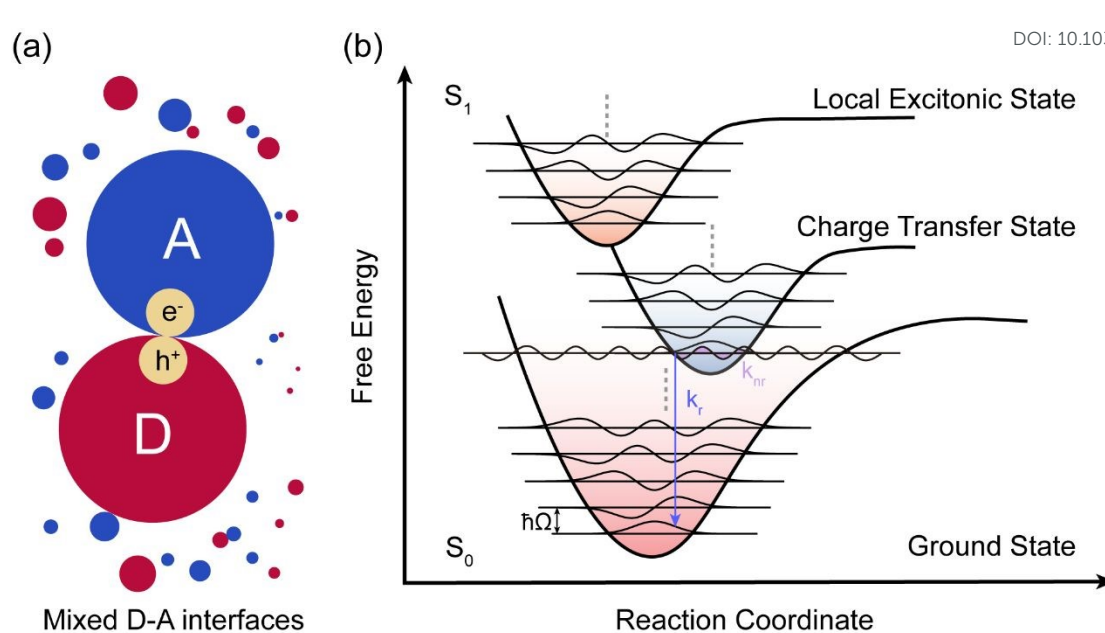 (a)
A
e⁻
h⁺
D
Mixed D-A interfaces
(b)
DOI: 10.10
S₁
Local Excitonic State
Charge Transfer State
Free Energy
kₙᵣ
kᵣ
ħΩ
S₀
Ground State
Reaction Coordinate